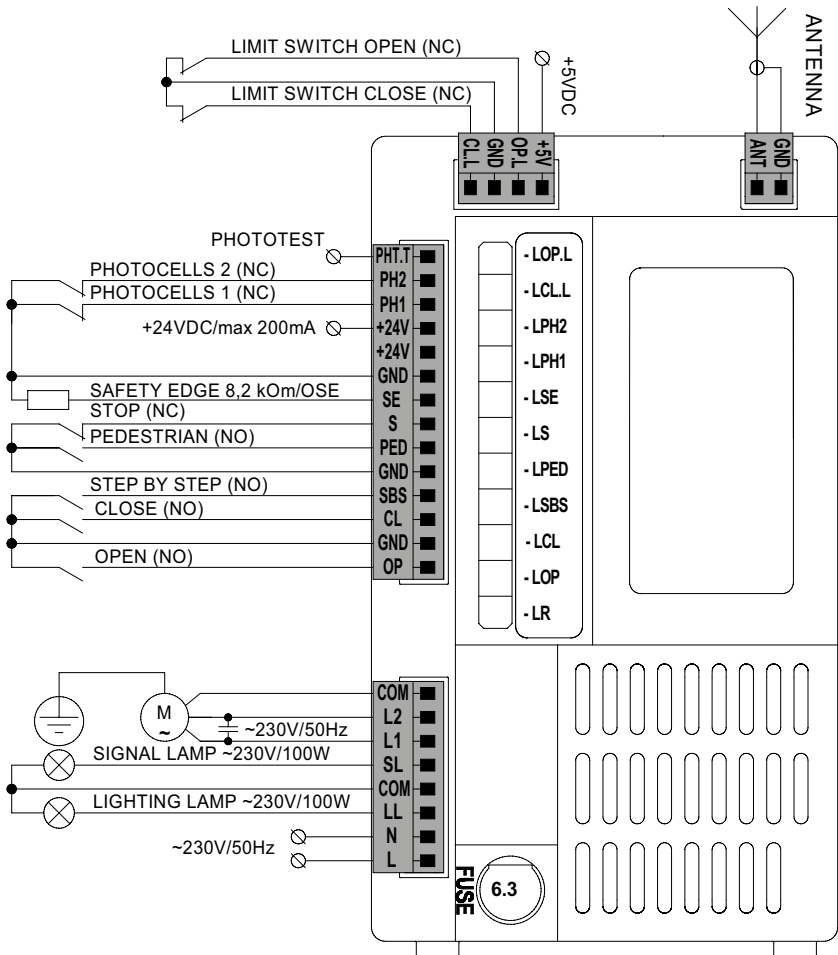 LIMIT SWITCH OPEN (NC)
LIMIT SWITCH CLOSE (NC)
+5VDC
ANTENNA
CL.L
GND
OP.L
+5V
ANT
GND
PHOTOTEST
PHOTOCELLS 2 (NC)
PHOTOCELLS 1 (NC)
+24VDC/max 200mA
SAFETY EDGE 8,2 kOm/OSE
STOP (NC)
PEDESTRIAN (NO)
STEP BY STEP (NO)
CLOSE (NO)
OPEN (NO)
PHT.T
PH2
PH1
+24V
+24V
GND
SE
S
PED
GND
SBS
CL
GND
OP
- LOP.L
- LCL.L
- LPH2
- LPH1
- LSE
- LS
- LPED
- LSBS
- LCL
- LOP
- LR
M
~
~230V/50Hz
SIGNAL LAMP ~230V/100W
LIGHTING LAMP ~230V/100W
~230V/50Hz
COM
L2
L1
SL
COM
LL
N
L
FUSE
6.3